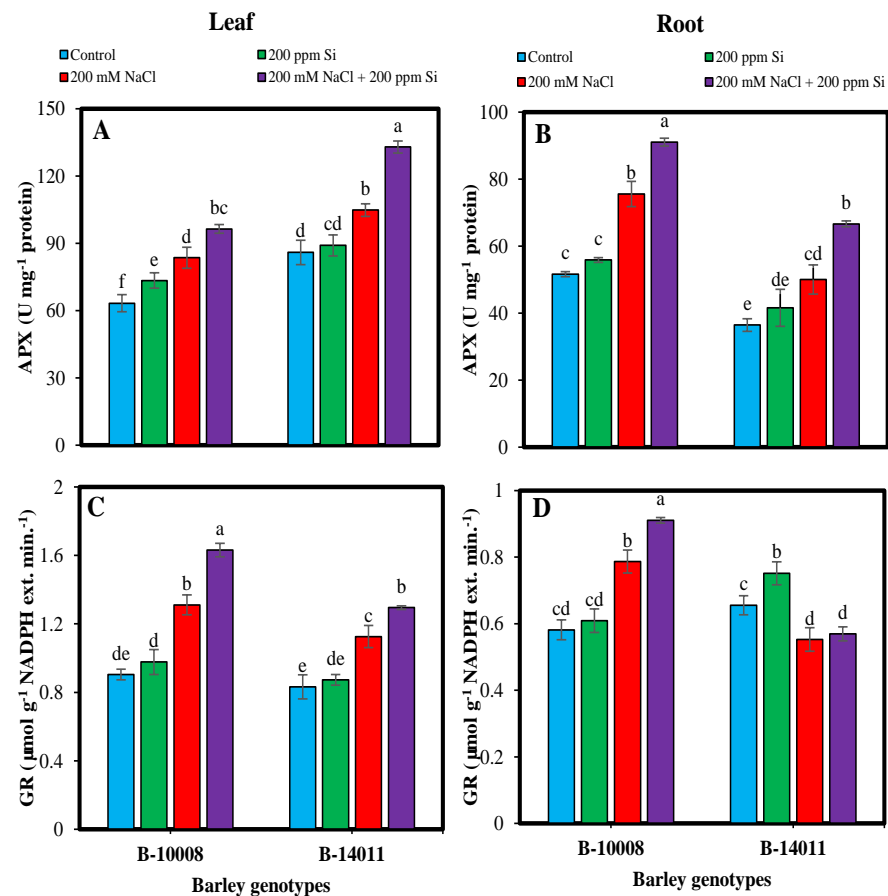 Leaf
Control
200 ppm Si
200 mM NaCl
200 mM NaCl + 200 ppm Si
Root
Control
200 ppm Si
200 mM NaCl
200 mM NaCl + 200 ppm Si
A
APX (U mg⁻¹ protein)
150
120
90
60
30
0
f
e
d
bc
d
cd
b
a
B
APX (U mg⁻¹ protein)
100
80
60
40
20
0
c
c
b
a
e
de
cd
b
C
GR ( µmol g⁻¹ NADPH ext. min.⁻¹)
2
1.6
1.2
0.8
0.4
0
de
d
b
a
e
de
c
b
B-10008
B-14011
Barley genotypes
D
GR ( µmol g⁻¹ NADPH ext. min.⁻¹)
1
0.8
0.6
0.4
0.2
0
cd
cd
b
a
c
b
d
d
B-10008
B-14011
Barley genotypes